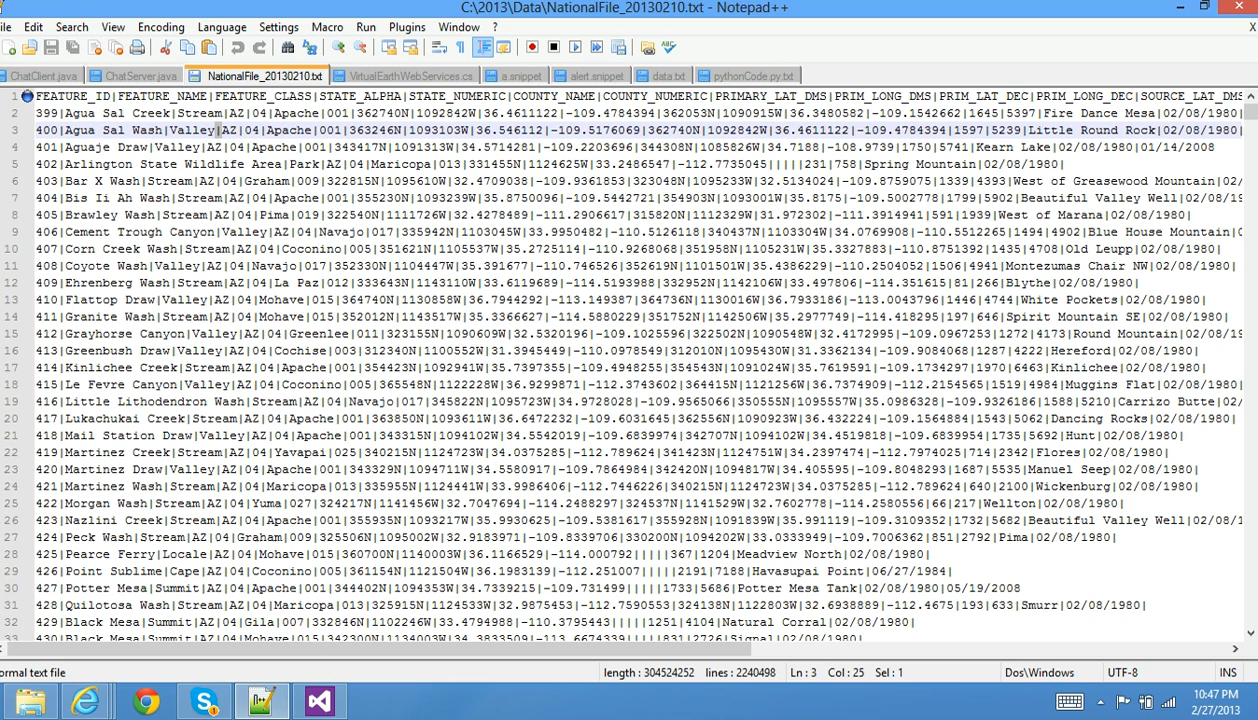 C:\2013\Data\NationalFile_20130210.txt - Notepad++
ile Edit Search View Encoding Language Settings Macro Run Plugins Window ? X
ChatClient.java ChatServer.java NationalFile_20130210.txt VirtualEarthWebServices.cs a.snippet alert.snippet data.txt pythonCode.py.txt
1 FEATURE_ID|FEATURE_NAME|FEATURE_CLASS|STATE_ALPHA|STATE_NUMERIC|COUNTY_NAME|COUNTY_NUMERIC|PRIMARY_LAT_DMS|PRIM_LONG_DMS|PRIM_LAT_DEC|PRIM_LONG_DEC|SOURCE_LAT_DMS
2 399|Agua Sal Creek|Stream|AZ|04|Apache|001|362740N|1092842W|36.4611122|-109.4784394|362053N|1090915W|36.3480582|-109.1542662|1645|5397|Fire Dance Mesa|02/08/1980|
3 400|Agua Sal Wash|Valley|AZ|04|Apache|001|363246N|1093103W|36.546112|-109.5176069|362740N|1092842W|36.4611122|-109.4784394|1597|5239|Little Round Rock|02/08/1980|
4 401|Aguaje Draw|Valley|AZ|04|Apache|001|343417N|1091313W|34.5714281|-109.2203696|344308N|1085826W|34.7188|-108.9739|1750|5741|Kearn Lake|02/08/1980|01/14/2008
5 402|Arlington State Wildlife Area|Park|AZ|04|Maricopa|013|331455N|1124625W|33.2486547|-112.7735045|||||231|758|Spring Mountain|02/08/1980|
6 403|Bar X Wash|Stream|AZ|04|Graham|009|322815N|1095610W|32.4709038|-109.9361853|323048N|1095233W|32.5134024|-109.8759075|1339|4393|West of Greasewood Mountain|02/
7 404|Bis Ii Ah Wash|Stream|AZ|04|Apache|001|355230N|1093239W|35.8750096|-109.5442721|354903N|1093001W|35.8175|-109.5002778|1799|5902|Beautiful Valley Well|02/08/19
8 405|Brawley Wash|Stream|AZ|04|Pima|019|322540N|1111726W|32.4278489|-111.2906617|315820N|1112329W|31.972302|-111.3914941|591|1939|West of Marana|02/08/1980|
9 406|Cement Trough Canyon|Valley|AZ|04|Navajo|017|335942N|1103045W|33.9950482|-110.5126118|340437N|1103304W|34.0769908|-110.5512265|1494|4902|Blue House Mountain|0
10 407|Corn Creek Wash|Stream|AZ|04|Coconino|005|351621N|1105537W|35.2725114|-110.9268068|351958N|1105231W|35.3327883|-110.8751392|1435|4708|Old Leupp|02/08/1980|
11 408|Coyote Wash|Valley|AZ|04|Navajo|017|352330N|1104447W|35.391677|-110.746526|352619N|1101501W|35.4386229|-110.2504052|1506|4941|Montezumas Chair NW|02/08/1980|
12 409|Ehrenberg Wash|Stream|AZ|04|La Paz|012|333643N|1143110W|33.6119689|-114.5193988|332952N|1142106W|33.497806|-114.351615|81|266|Blythe|02/08/1980|
13 410|Flattop Draw|Valley|AZ|04|Mohave|015|364740N|1130858W|36.7944292|-113.149387|364736N|1130016W|36.7933186|-113.0043796|1446|4744|White Pockets|02/08/1980|
14 411|Granite Wash|Stream|AZ|04|Mohave|015|352012N|1143517W|35.3366627|-114.5880229|351752N|1142506W|35.2977749|-114.418295|197|646|Spirit Mountain SE|02/08/1980|
15 412|Grayhorse Canyon|Valley|AZ|04|Greenlee|011|323155N|1090609W|32.5320196|-109.1025596|322502N|1090548W|32.4172995|-109.0967253|1272|4173|Round Mountain|02/08/19
16 413|Greenbush Draw|Valley|AZ|04|Cochise|003|312340N|1100552W|31.3945449|-110.0978549|312010N|1095430W|31.3362134|-109.9084068|1287|4222|Hereford|02/08/1980|
17 414|Kinlichee Creek|Stream|AZ|04|Apache|001|354423N|1092941W|35.7397355|-109.4948255|354543N|1091024W|35.7619591|-109.1734297|1970|6463|Kinlichee|02/08/1980|
18 415|Le Fevre Canyon|Valley|AZ|04|Coconino|005|365548N|1122228W|36.9299871|-112.3743602|364415N|1121256W|36.7374909|-112.2154565|1519|4984|Muggins Flat|02/08/1980|
19 416|Little Lithodendron Wash|Stream|AZ|04|Navajo|017|345822N|1095723W|34.9728028|-109.9565066|350555N|1095557W|35.0986328|-109.9326186|1588|5210|Carrizo Butte|02/0
20 417|Lukachukai Creek|Stream|AZ|04|Apache|001|363850N|1093611W|36.6472232|-109.6031645|362556N|1090923W|36.432224|-109.1564884|1543|5062|Dancing Rocks|02/08/1980|
21 418|Mail Station Draw|Valley|AZ|04|Apache|001|343315N|1094102W|34.5542019|-109.6839974|342707N|1094102W|34.4519818|-109.6839954|1735|5692|Hunt|02/08/1980|
22 419|Martinez Creek|Stream|AZ|04|Yavapai|025|340215N|1124723W|34.0375285|-112.789624|341423N|1124751W|34.2397474|-112.7974025|714|2342|Flores|02/08/1980|
23 420|Martinez Draw|Valley|AZ|04|Apache|001|343329N|1094711W|34.5580917|-109.7864984|342420N|1094817W|34.405595|-109.8048293|1687|5535|Manuel Seep|02/08/1980|
24 421|Martinez Wash|Stream|AZ|04|Maricopa|013|335955N|1124441W|33.9986406|-112.7446226|340215N|1124723W|34.0375285|-112.789624|640|2100|Wickenburg|02/08/1980|
25 422|Morgan Wash|Stream|AZ|04|Yuma|027|324217N|1141456W|32.7047694|-114.2488297|324537N|1141529W|32.7602778|-114.2580556|66|217|Wellton|02/08/1980|
26 423|Nazlini Creek|Stream|AZ|04|Apache|001|355935N|1093217W|35.9930625|-109.5381617|355928N|1091839W|35.991119|-109.3109352|1732|5682|Beautiful Valley Well|02/08/1
27 424|Peck Wash|Stream|AZ|04|Graham|009|325506N|1095002W|32.9183971|-109.8339706|330200N|1094202W|33.0333949|-109.7006362|851|2792|Pima|02/08/1980|
28 425|Pearce Ferry|Locale|AZ|04|Mohave|015|360700N|1140003W|36.1166529|-114.000792|||||367|1204|Meadview North|02/08/1980|
29 426|Point Sublime|Cape|AZ|04|Coconino|005|361154N|1121504W|36.1983139|-112.251007|||||2191|7188|Havasupai Point|06/27/1984|
30 427|Potter Mesa|Summit|AZ|04|Apache|001|344402N|1094353W|34.7339215|-109.731499|||||1733|5686|Potter Mesa Tank|02/08/1980|05/19/2008
31 428|Quilotosa Wash|Stream|AZ|04|Maricopa|013|325915N|1124533W|32.9875453|-112.7590553|324138N|1122803W|32.6938889|-112.4675|193|633|Smurr|02/08/1980|
32 429|Black Mesa|Summit|AZ|04|Gila|007|332846N|1102246W|33.4794988|-110.3795443|||||1251|4104|Natural Corral|02/08/1980|
33 430|Black Mesa|Summit|AZ|04|Mohave|015|342300N|1134003W|34.3833509|-113.6674339|||||831|2726|Signal|02/08/1980|
ormal text file length : 304524252 lines : 2240498 Ln : 3 Col : 25 Sel : 1 Dos\Windows UTF-8 INS
10:47 PM
2/27/2013